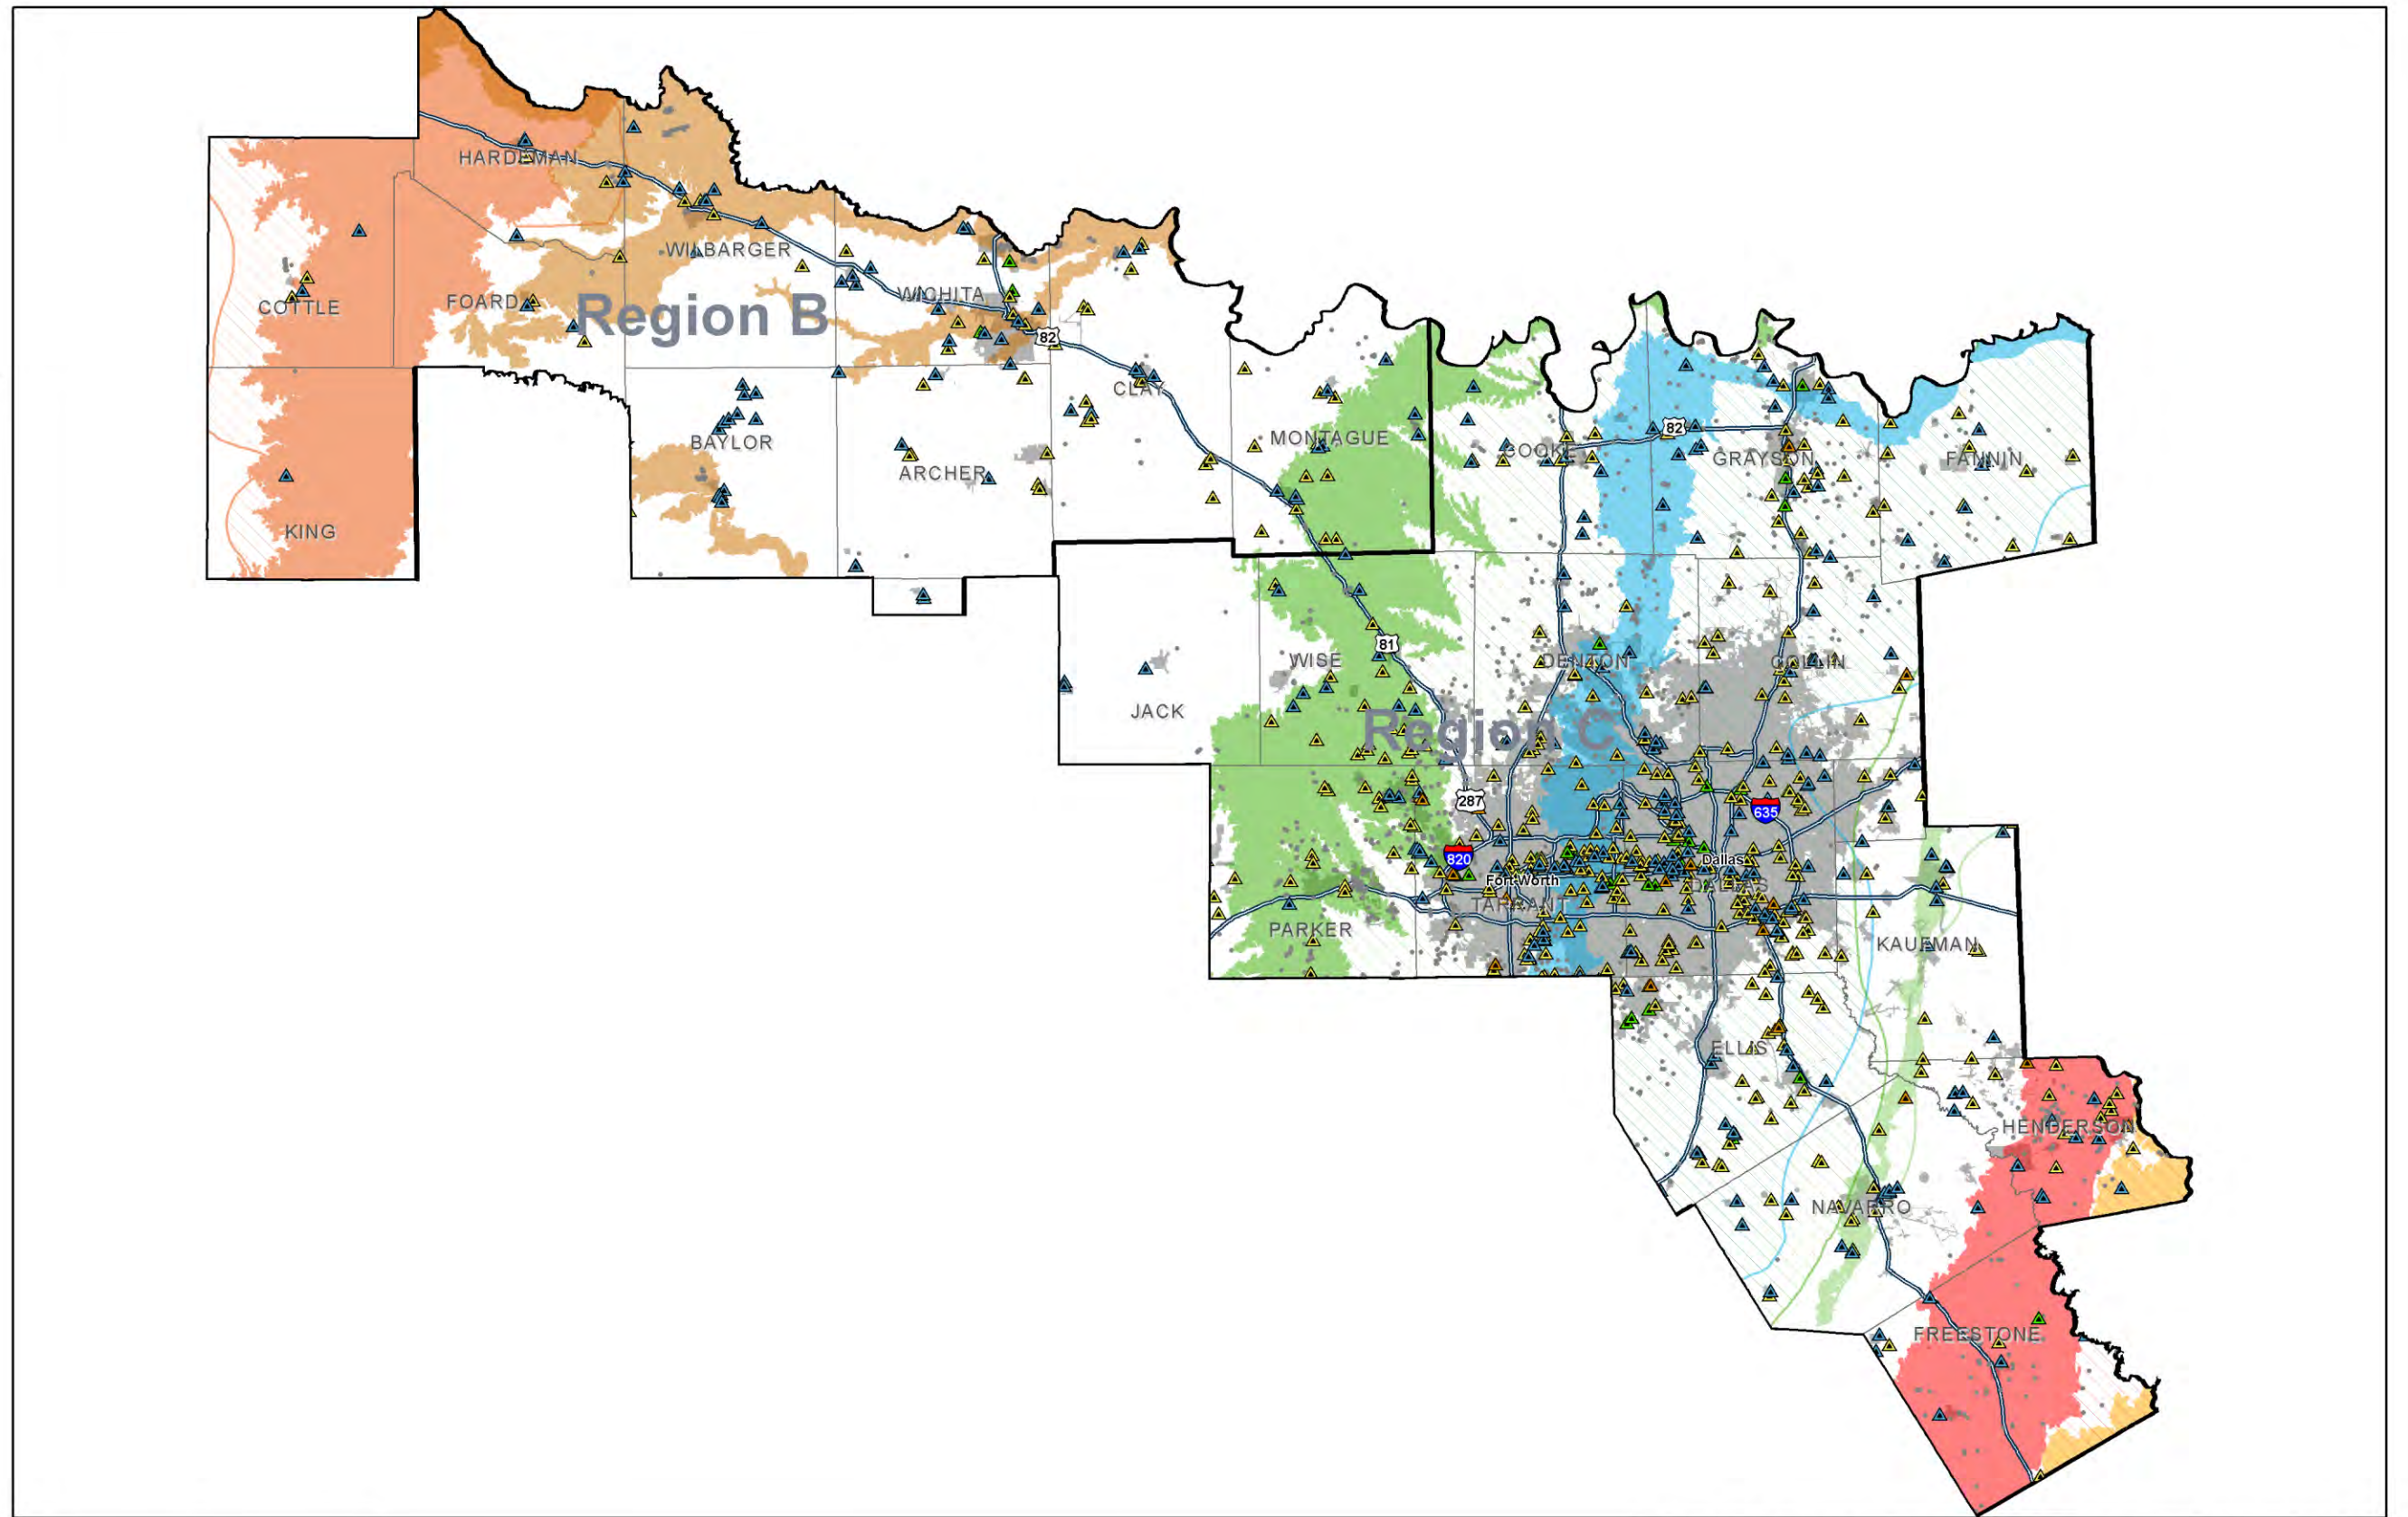 HARDEMAN
WILBARGER
COTTLE
FOARD
Region B
WICHITA
82
CLAY
BAYLOR
ARCHER
MONTAGUE
COOKE
82
GRAYSON
FANNIN
KING
81
WISE
DENTON
COLLIN
JACK
Region C
287
635
820
Dallas
Fort Worth
DALLAS
TARRANT
PARKER
KAUFMAN
ELLIS
HENDERSON
NAVARRO
FREESTONE